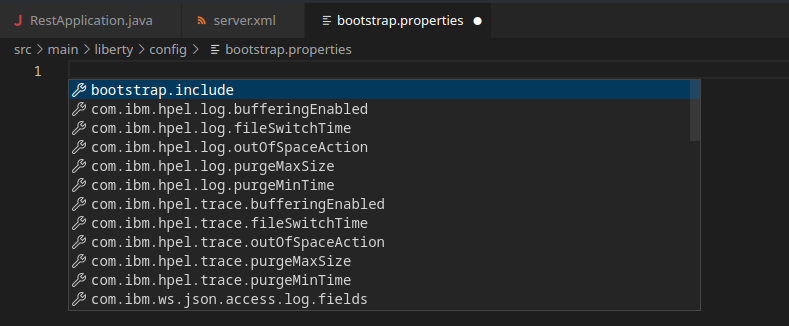 RestApplication.java server.xml bootstrap.properties
src > main > liberty > config > bootstrap.properties
1
bootstrap.include
com.ibm.hpel.log.bufferingEnabled
com.ibm.hpel.log.fileSwitchTime
com.ibm.hpel.log.outOfSpaceAction
com.ibm.hpel.log.purgeMaxSize
com.ibm.hpel.log.purgeMinTime
com.ibm.hpel.trace.bufferingEnabled
com.ibm.hpel.trace.fileSwitchTime
com.ibm.hpel.trace.outOfSpaceAction
com.ibm.hpel.trace.purgeMaxSize
com.ibm.hpel.trace.purgeMinTime
com.ibm.ws.json.access.log.fields